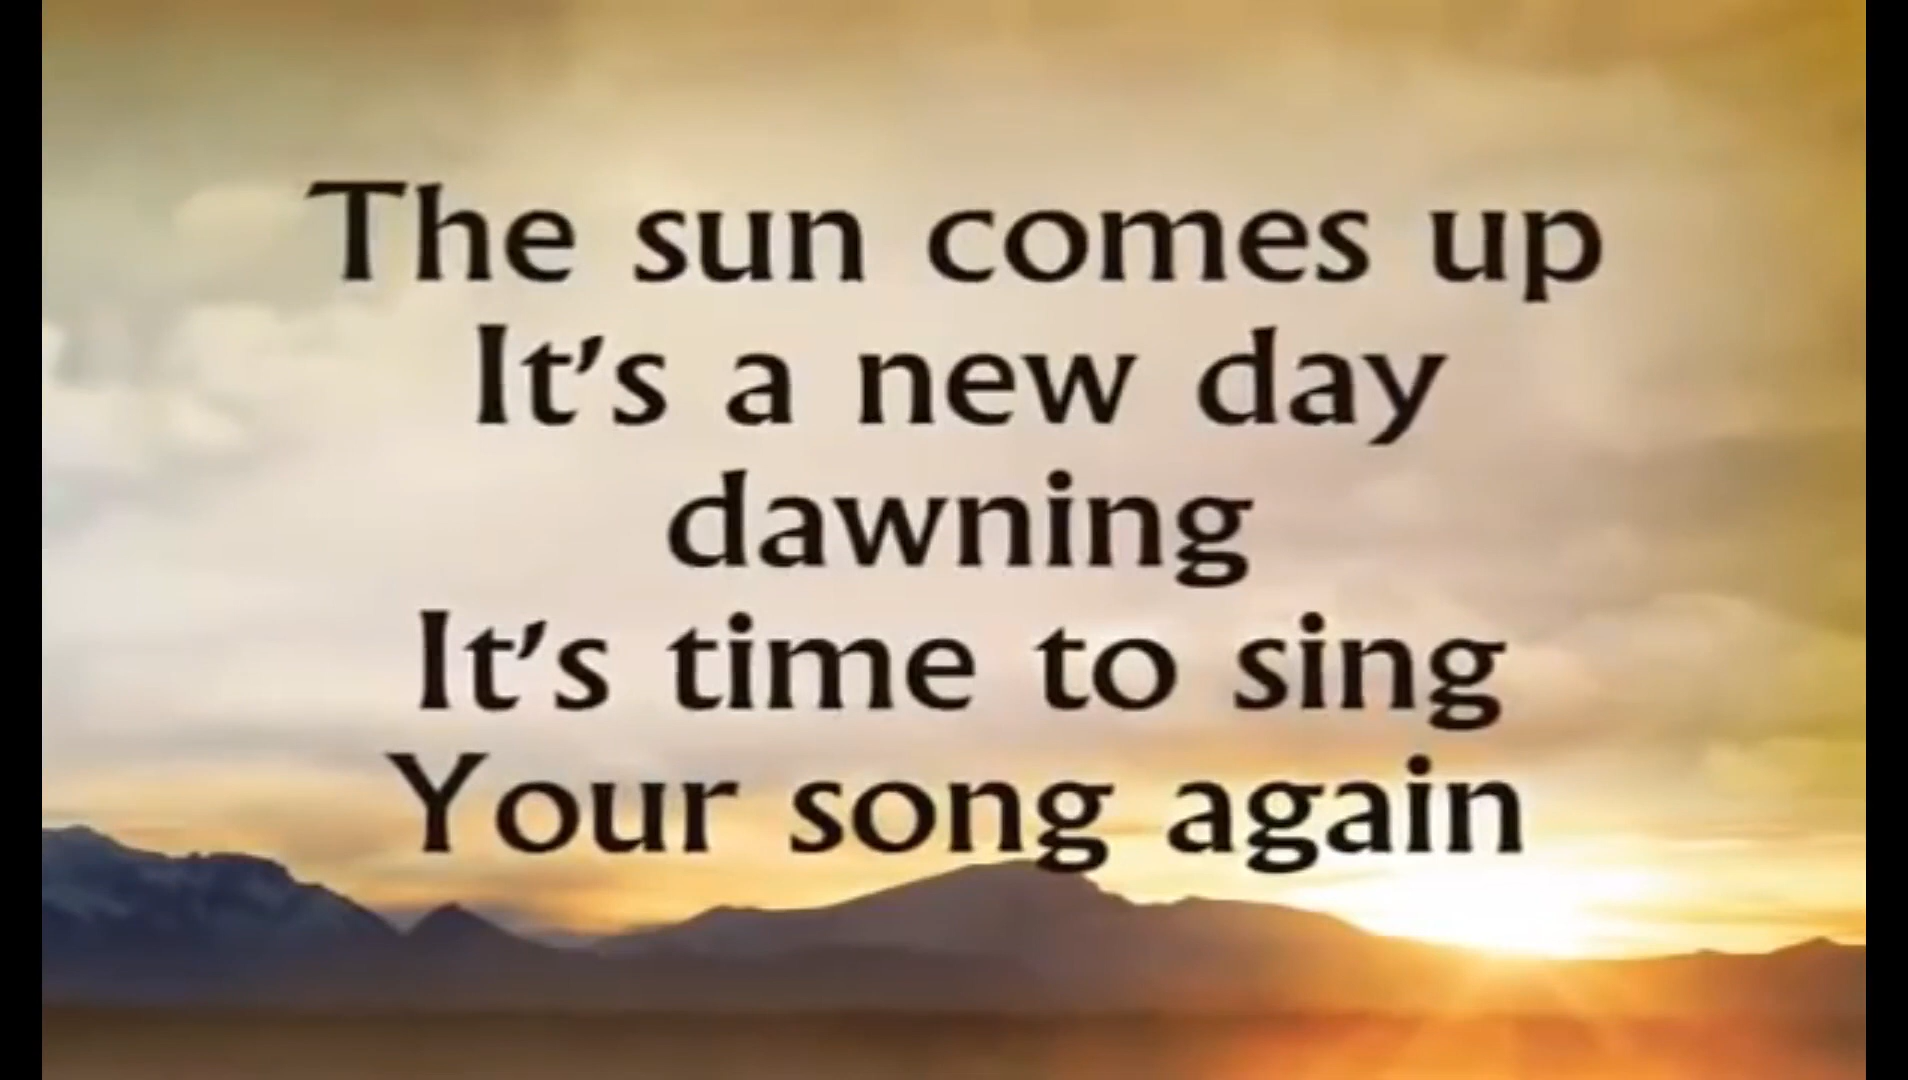 The sun comes up
It's a new day
dawning
It's time to sing
Your song again